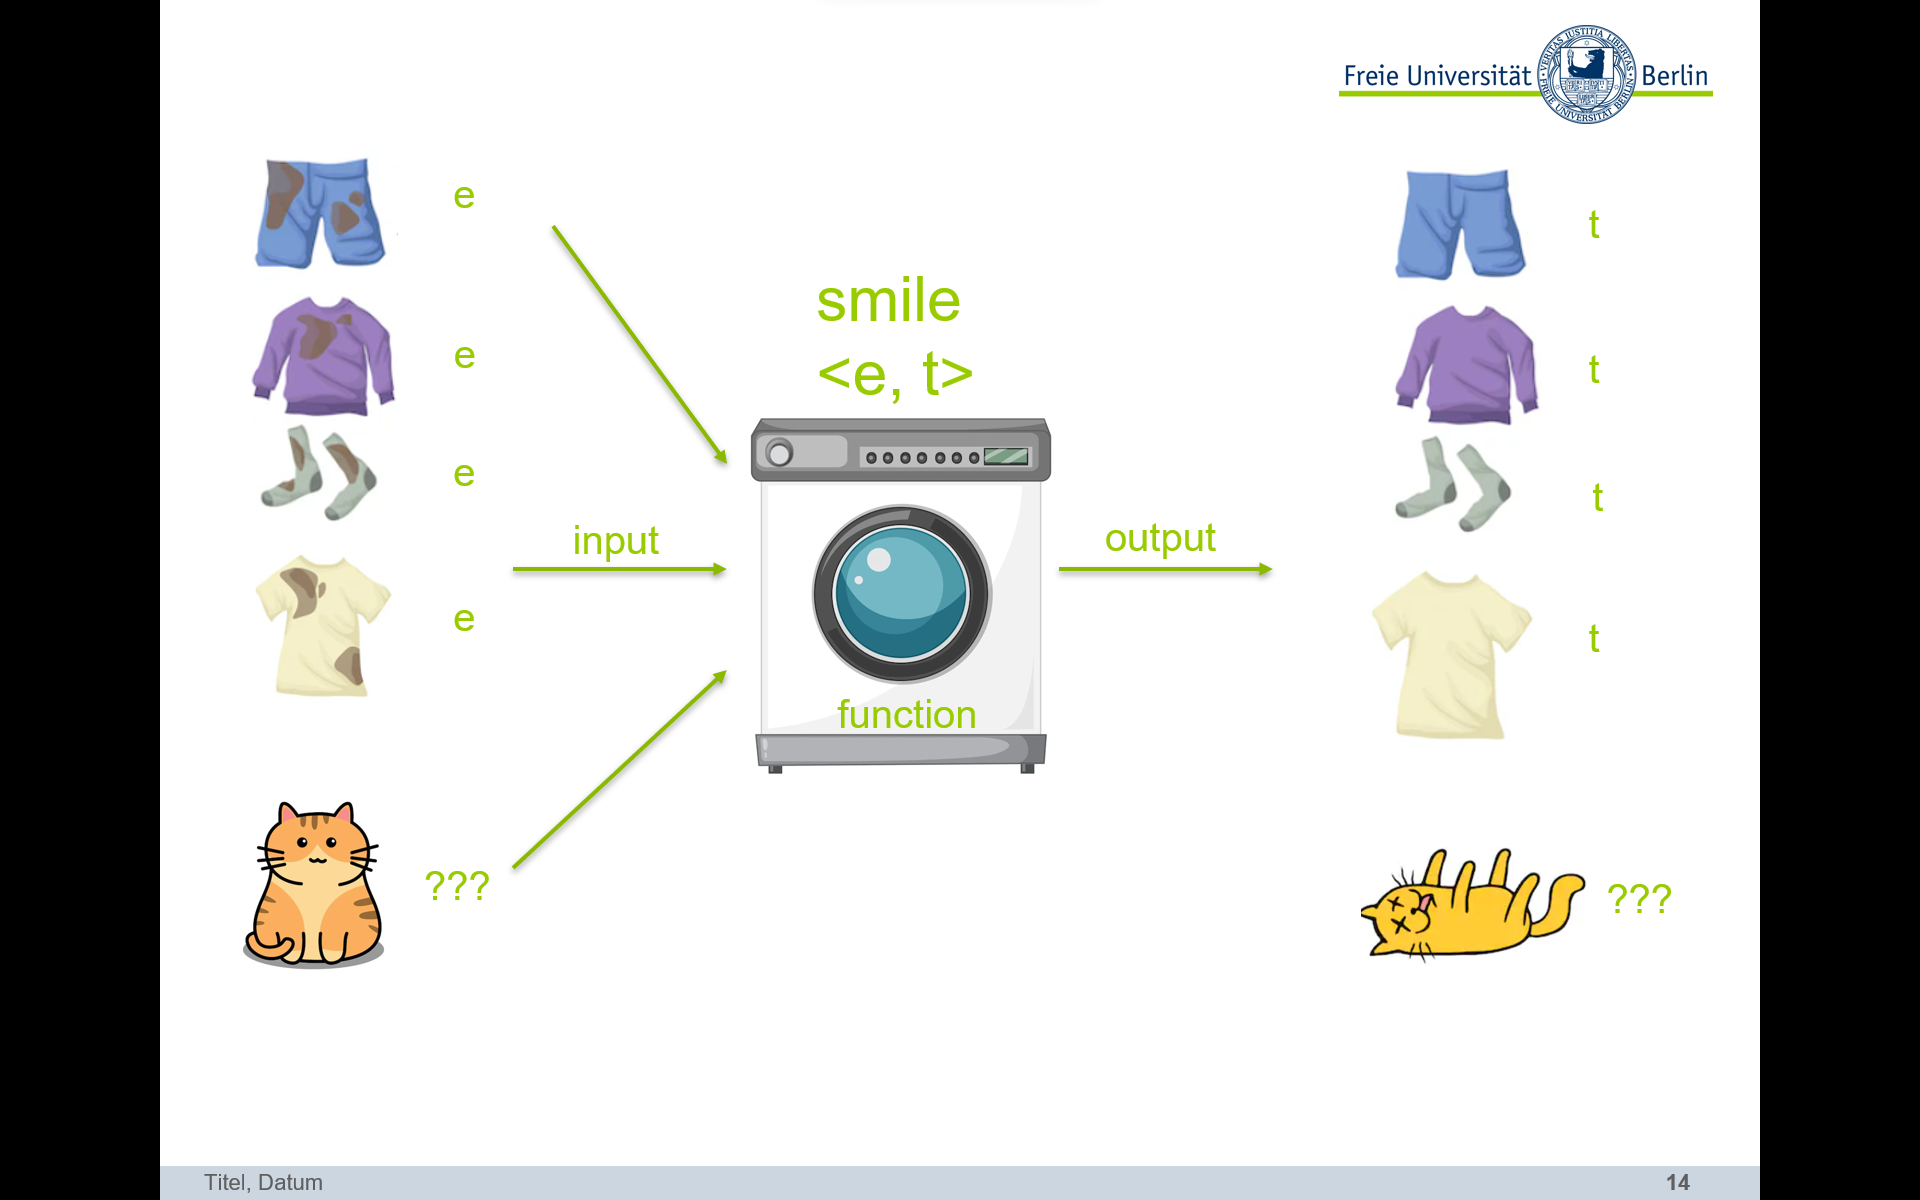 Freie Universität Berlin
e
e
e
e
???
input
smile
<e, t>
function
output
t
t
t
t
???
Titel, Datum
14